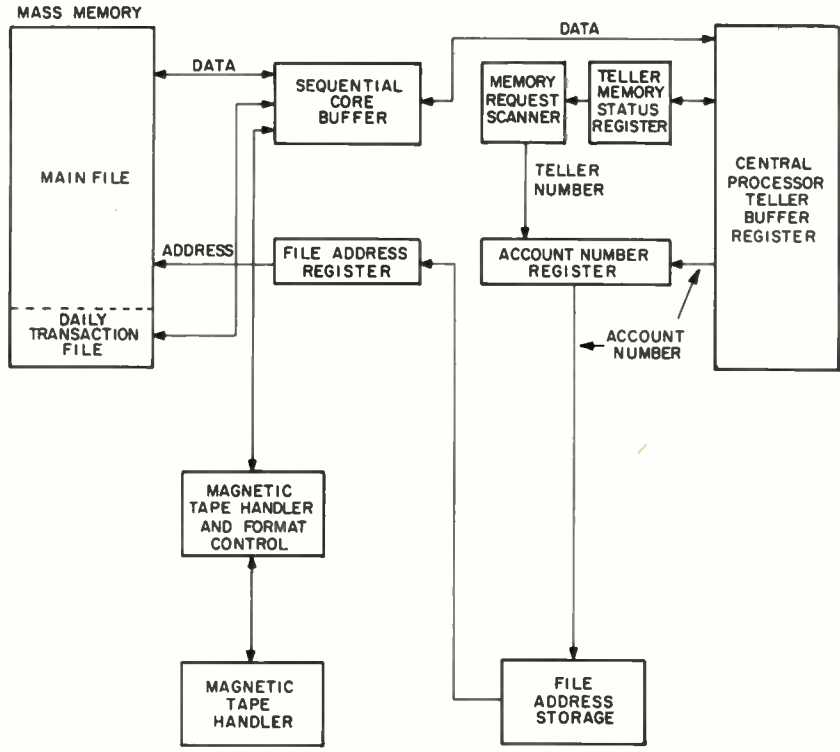 MASS MEMORY
MAIN FILE
DAILY
TRANSACTION
FILE
DATA
SEQUENTIAL
CORE
BUFFER
DATA
MEMORY
REQUEST
SCANNER
TELLER
MEMORY
STATUS
REGISTER
TELLER
NUMBER
CENTRAL
PROCESSOR
TELLER
BUFFER
REGISTER
ADDRESS
FILE ADDRESS
REGISTER
ACCOUNT NUMBER
REGISTER
ACCOUNT
NUMBER
MAGNETIC
TAPE HANDLER
AND FORMAT
CONTROL
MAGNETIC
TAPE
HANDLER
FILE
ADDRESS
STORAGE